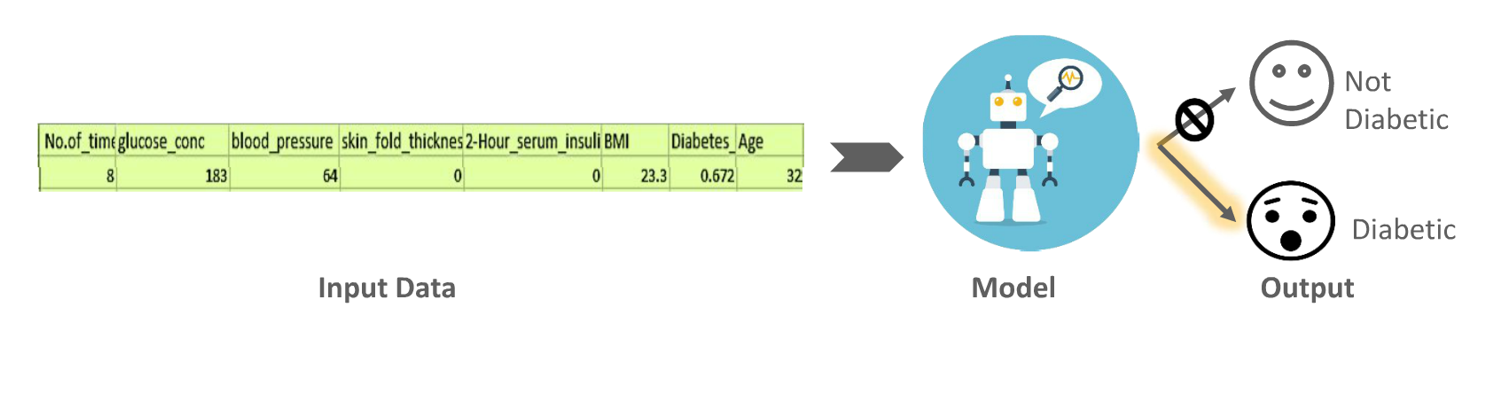 No.of_time glucose_conc blood_pressure skin_fold_thicknes 2-Hour_serum_insuli BMI Diabetes_ Age
8 183 64 0 0 23.3 0.672 32
Not
Diabetic
Diabetic
Input Data Model Output